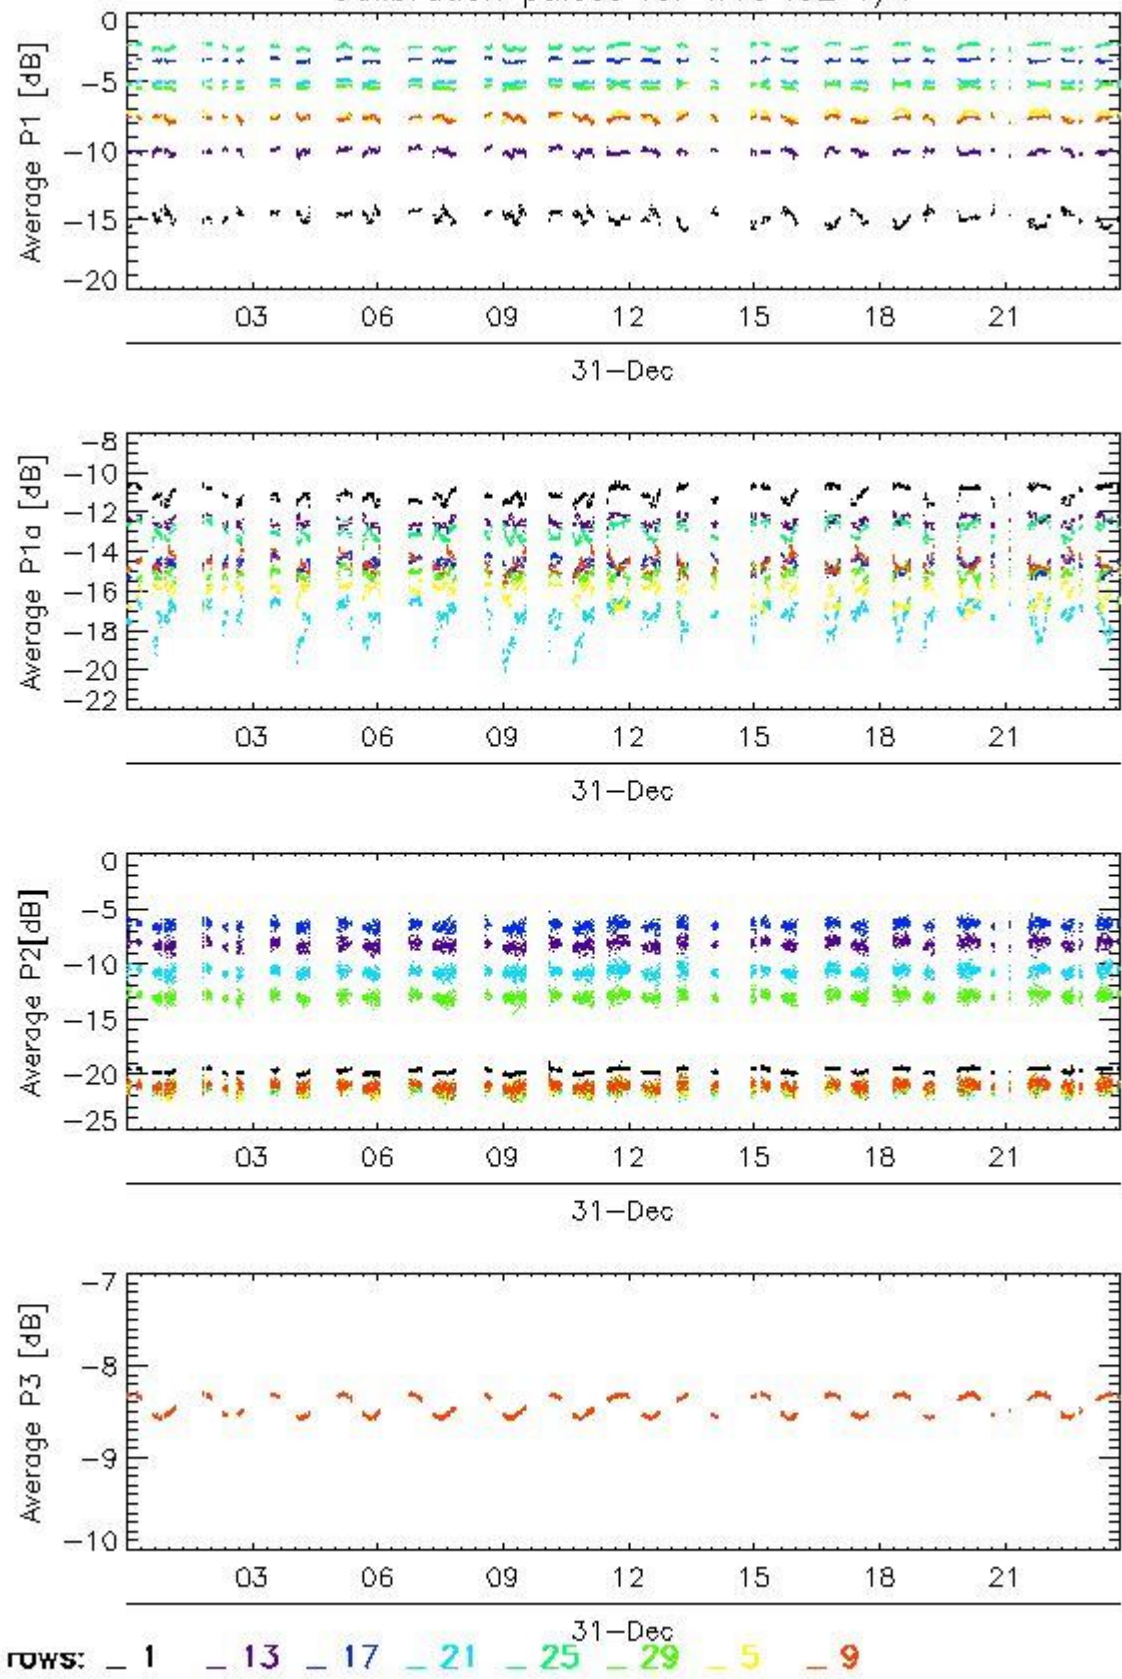 0
−5
−10
−15
−20
Average P1 [dB]
03 06 09 12 15 18 21
31−Dec
−8
−10
−12
−14
−16
−18
−20
−22
Average P1a [dB]
03 06 09 12 15 18 21
31−Dec
0
−5
−10
−15
−20
−25
Average P2[dB]
03 06 09 12 15 18 21
31−Dec
−7
−8
−9
−10
Average P3 [dB]
03 06 09 12 15 18 21
31−Dec
rows: _ 1 _ 13 _ 17 _ 21 _ 25 _ 29 _ 5 _ 9